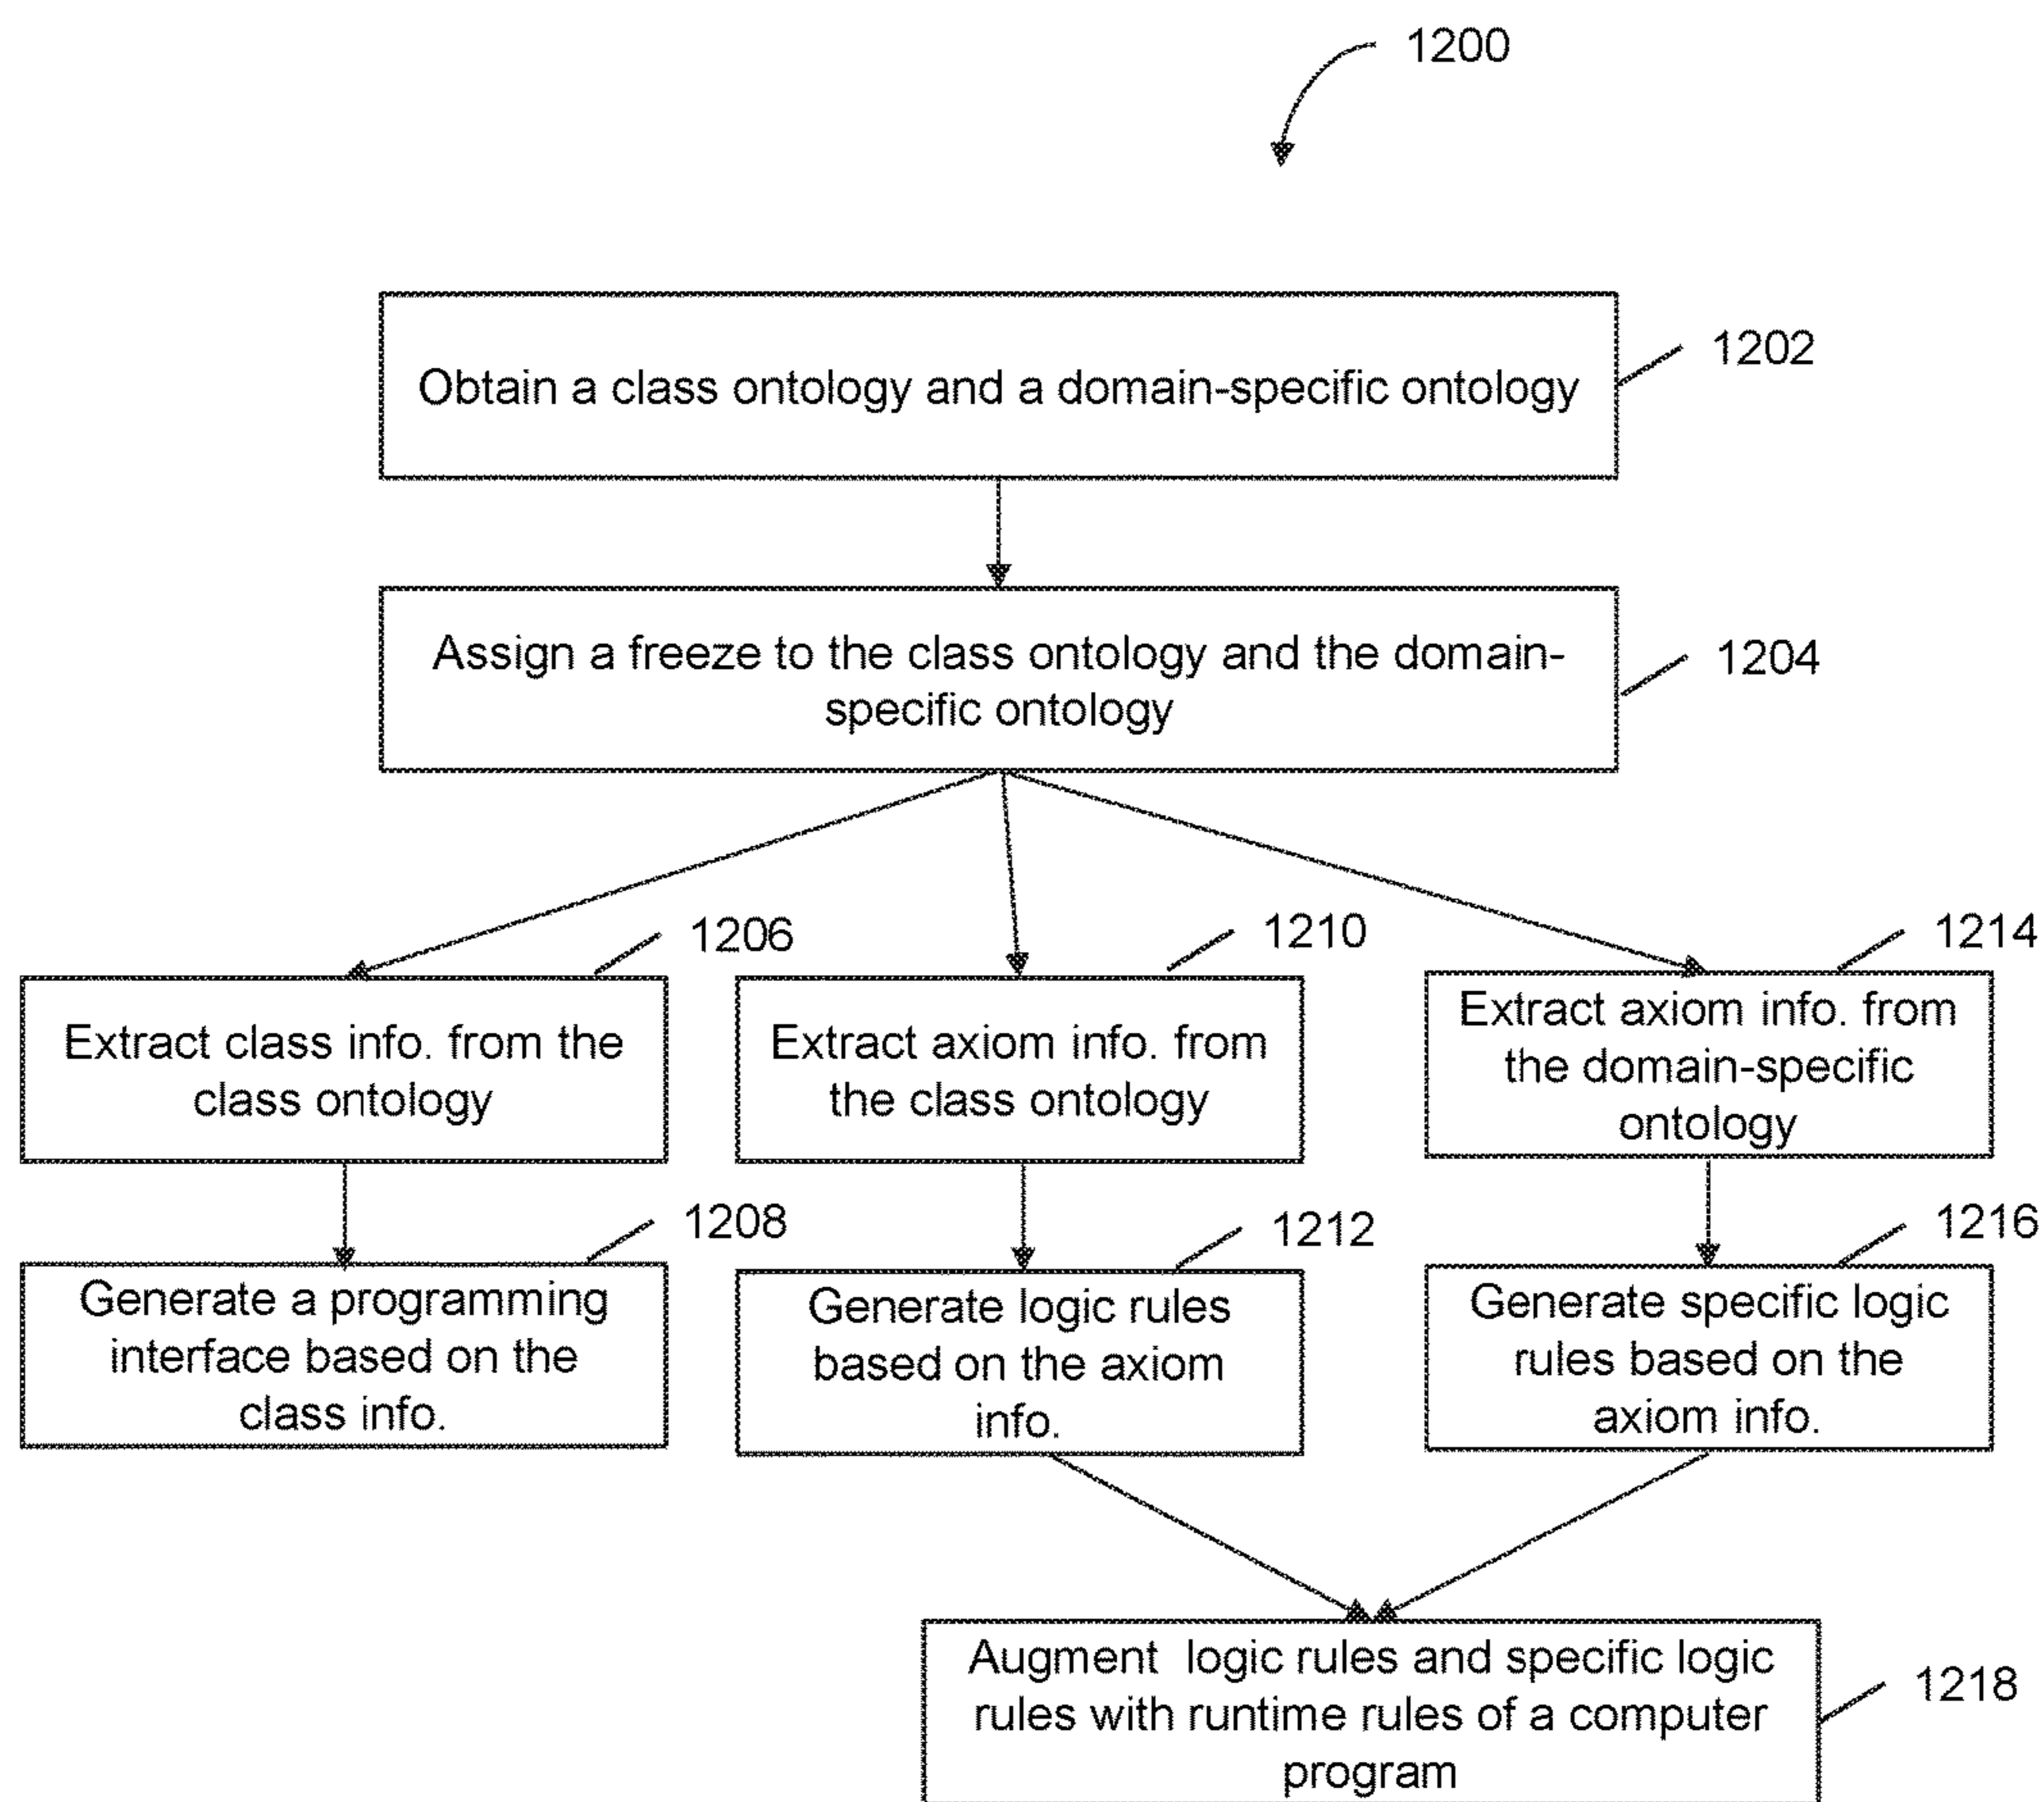 1200
Obtain a class ontology and a domain-specific ontology
1202
Assign a freeze to the class ontology and the domain-
specific ontology
1204
1206
Extract class info. from the
class ontology
1210
Extract axiom info. from
the class ontology
1214
Extract axiom info. from
the domain-specific
ontology
1208
Generate a programming
interface based on the
class info.
1212
Generate logic rules
based on the axiom
info.
1216
Generate specific logic
rules based on the
axiom info.
Augment logic rules and specific logic
rules with runtime rules of a computer
program
1218